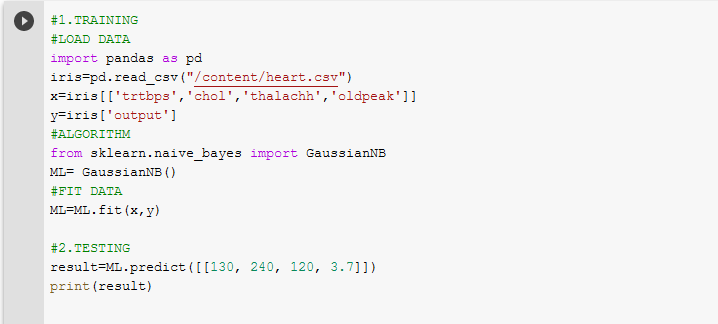 #1.TRAINING
#LOAD DATA
import pandas as pd
iris=pd.read_csv("/content/heart.csv")
x=iris[['trtbps','chol','thalachh','oldpeak']]
y=iris['output']
#ALGORITHM
from sklearn.naive_bayes import GaussianNB
ML= GaussianNB()
#FIT DATA
ML=ML.fit(x,y)

#2.TESTING
result=ML.predict([[130, 240, 120, 3.7]])
print(result)